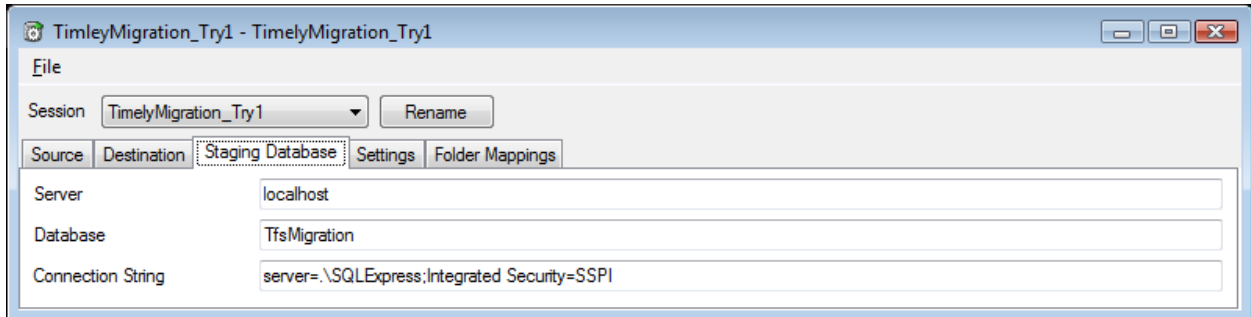 TimleyMigration_Try1 - TimelyMigration_Try1
File
Session TimelyMigration_Try1 Rename
Source Destination Staging Database Settings Folder Mappings
Server localhost
Database TfsMigration
Connection String server=.\SQLExpress;Integrated Security=SSPI